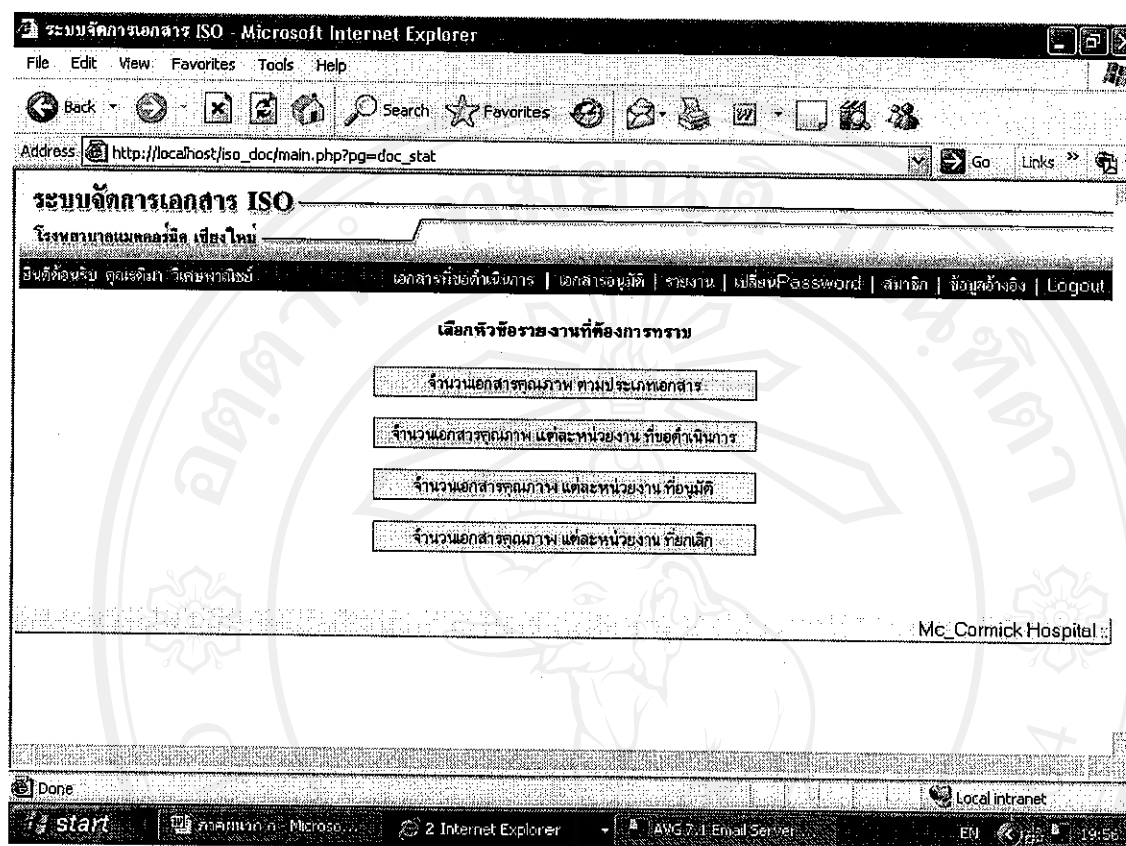 ระบบจัดการเอกสาร ISO - Microsoft Internet Explorer
File Edit View Favorites Tools Help
Back Search Favorites
Address http://localhost/iso_doc/main.php?pg=doc_stat Go Links »
ระบบจัดการเอกสาร ISO
โรงพยาบาลแมคคอร์มิค เชียงใหม่
ยินดีต้อนรับ
เอกสารที่ขอดำเนินการ | เอกสารอนุมัติ | รายงาน | เปลี่ยนPassword | สมาชิก | ข้อมูลอ้างอิง | Logout
เลือกหัวข้อรายงานที่ต้องการทราบ
จำนวนเอกสารคุณภาพ ตามประเภทเอกสาร
จำนวนเอกสารคุณภาพ แต่ละหน่วยงาน ที่ขอดำเนินการ
จำนวนเอกสารคุณภาพ แต่ละหน่วยงาน ที่อนุมัติ
จำนวนเอกสารคุณภาพ แต่ละหน่วยงาน ที่ยกเลิก
Mc_Cormick Hospital ::
Done Local intranet
start ภาคผนวก ก - Microso... 2 Internet Explorer AVG 7.1 Email Server EN 19:58